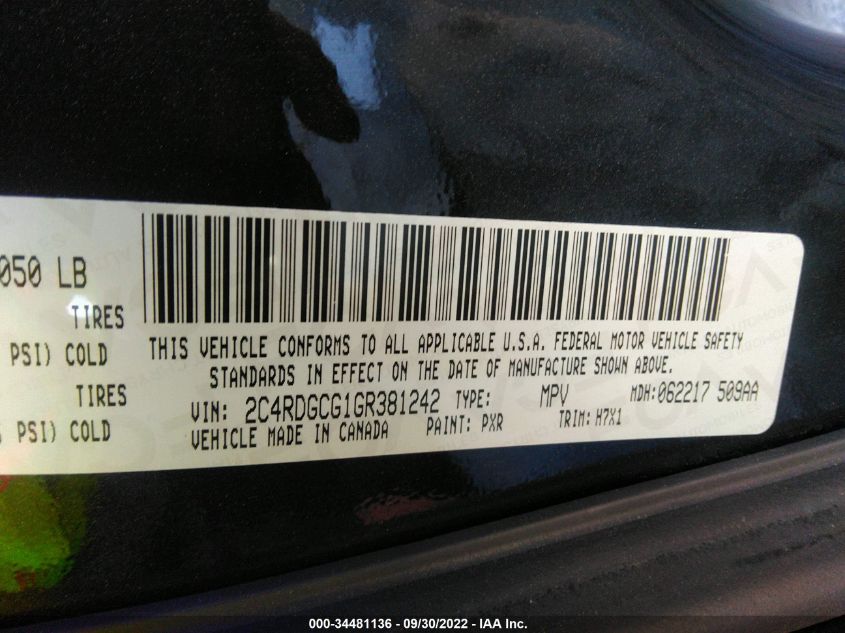 050 LB
TIRES
PSI) COLD
TIRES
PSI) COLD
THIS VEHICLE CONFORMS TO ALL APPLICABLE U.S.A. FEDERAL MOTOR VEHICLE SAFETY
STANDARDS IN EFFECT ON THE DATE OF MANUFACTURE SHOWN ABOVE.
VIN: 2C4RDGCG1GR381242 TYPE: MPV MDH:062217 509AA
VEHICLE MADE IN CANADA PAINT: PXR TRIM: H7X1
000-34481136 - 09/30/2022 - IAA Inc.